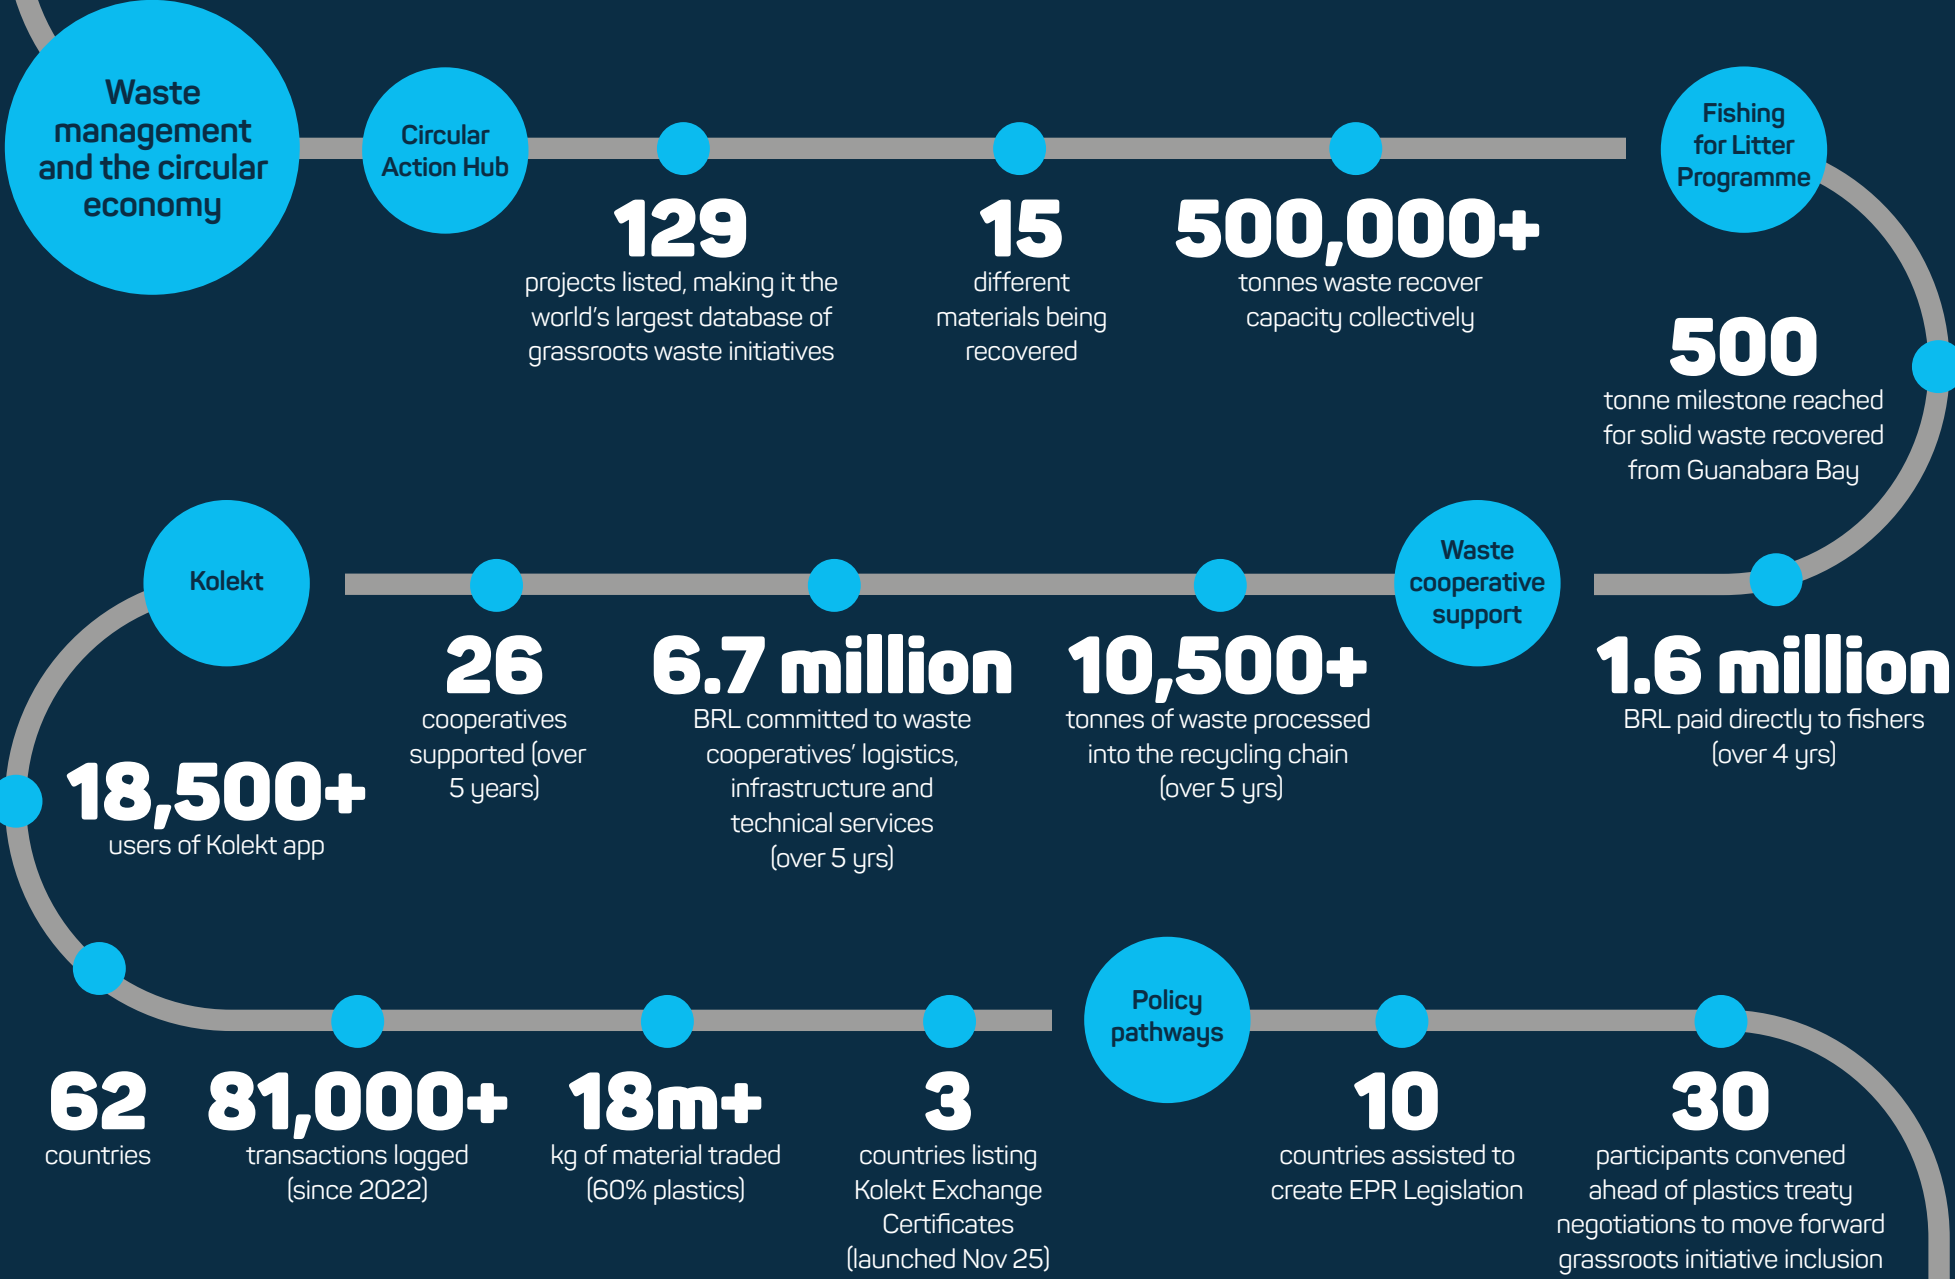 Waste
management
and the circular
economy
Circular
Action Hub
129
projects listed, making it the
world's largest database of
grassroots waste initiatives
15
different
materials being
recovered
500,000+
tonnes waste recover
capacity collectively
Fishing
for Litter
Programme
500
tonne milestone reached
for solid waste recovered
from Guanabara Bay
1.6 million
BRL paid directly to fishers
(over 4 yrs)
Waste
cooperative
support
10,500+
tonnes of waste processed
into the recycling chain
(over 5 yrs)
6.7 million
BRL committed to waste
cooperatives' logistics,
infrastructure and
technical services
(over 5 yrs)
26
cooperatives
supported (over
5 years)
Kolekt
18,500+
users of Kolekt app
62
countries
81,000+
transactions logged
(since 2022)
18m+
kg of material traded
(60% plastics)
3
countries listing
Kolekt Exchange
Certificates
(launched Nov 25)
Policy
pathways
10
countries assisted to
create EPR Legislation
30
participants convened
ahead of plastics treaty
negotiations to move forward
grassroots initiative inclusion